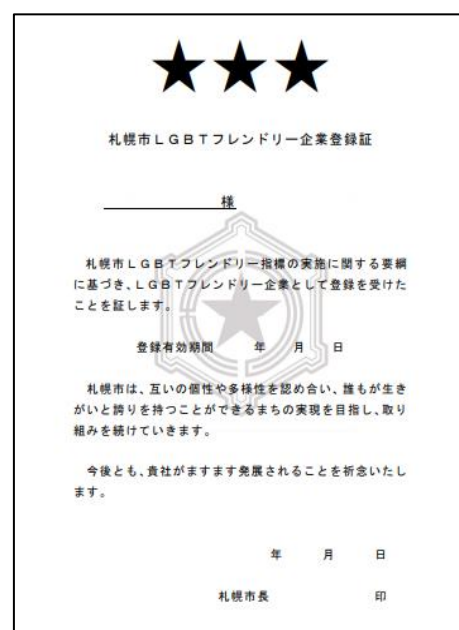 ★★★
札幌市ＬＧＢＴフレンドリー企業登録証
様
札幌市ＬＧＢＴフレンドリー指標の実施に関する要綱
に基づき、ＬＧＢＴフレンドリー企業として登録を受けた
ことを証します。
登録有効期間　　　年　　月　　日
札幌市は、互いの個性や多様性を認め合い、誰もが生き
がいと誇りを持つことができるまちの実現を目指し、取り
組みを続けていきます。
今後とも、貴社がますます発展されることを祈念いたし
ます。
年　　　月　　　日
札幌市長　　　　　　　　印